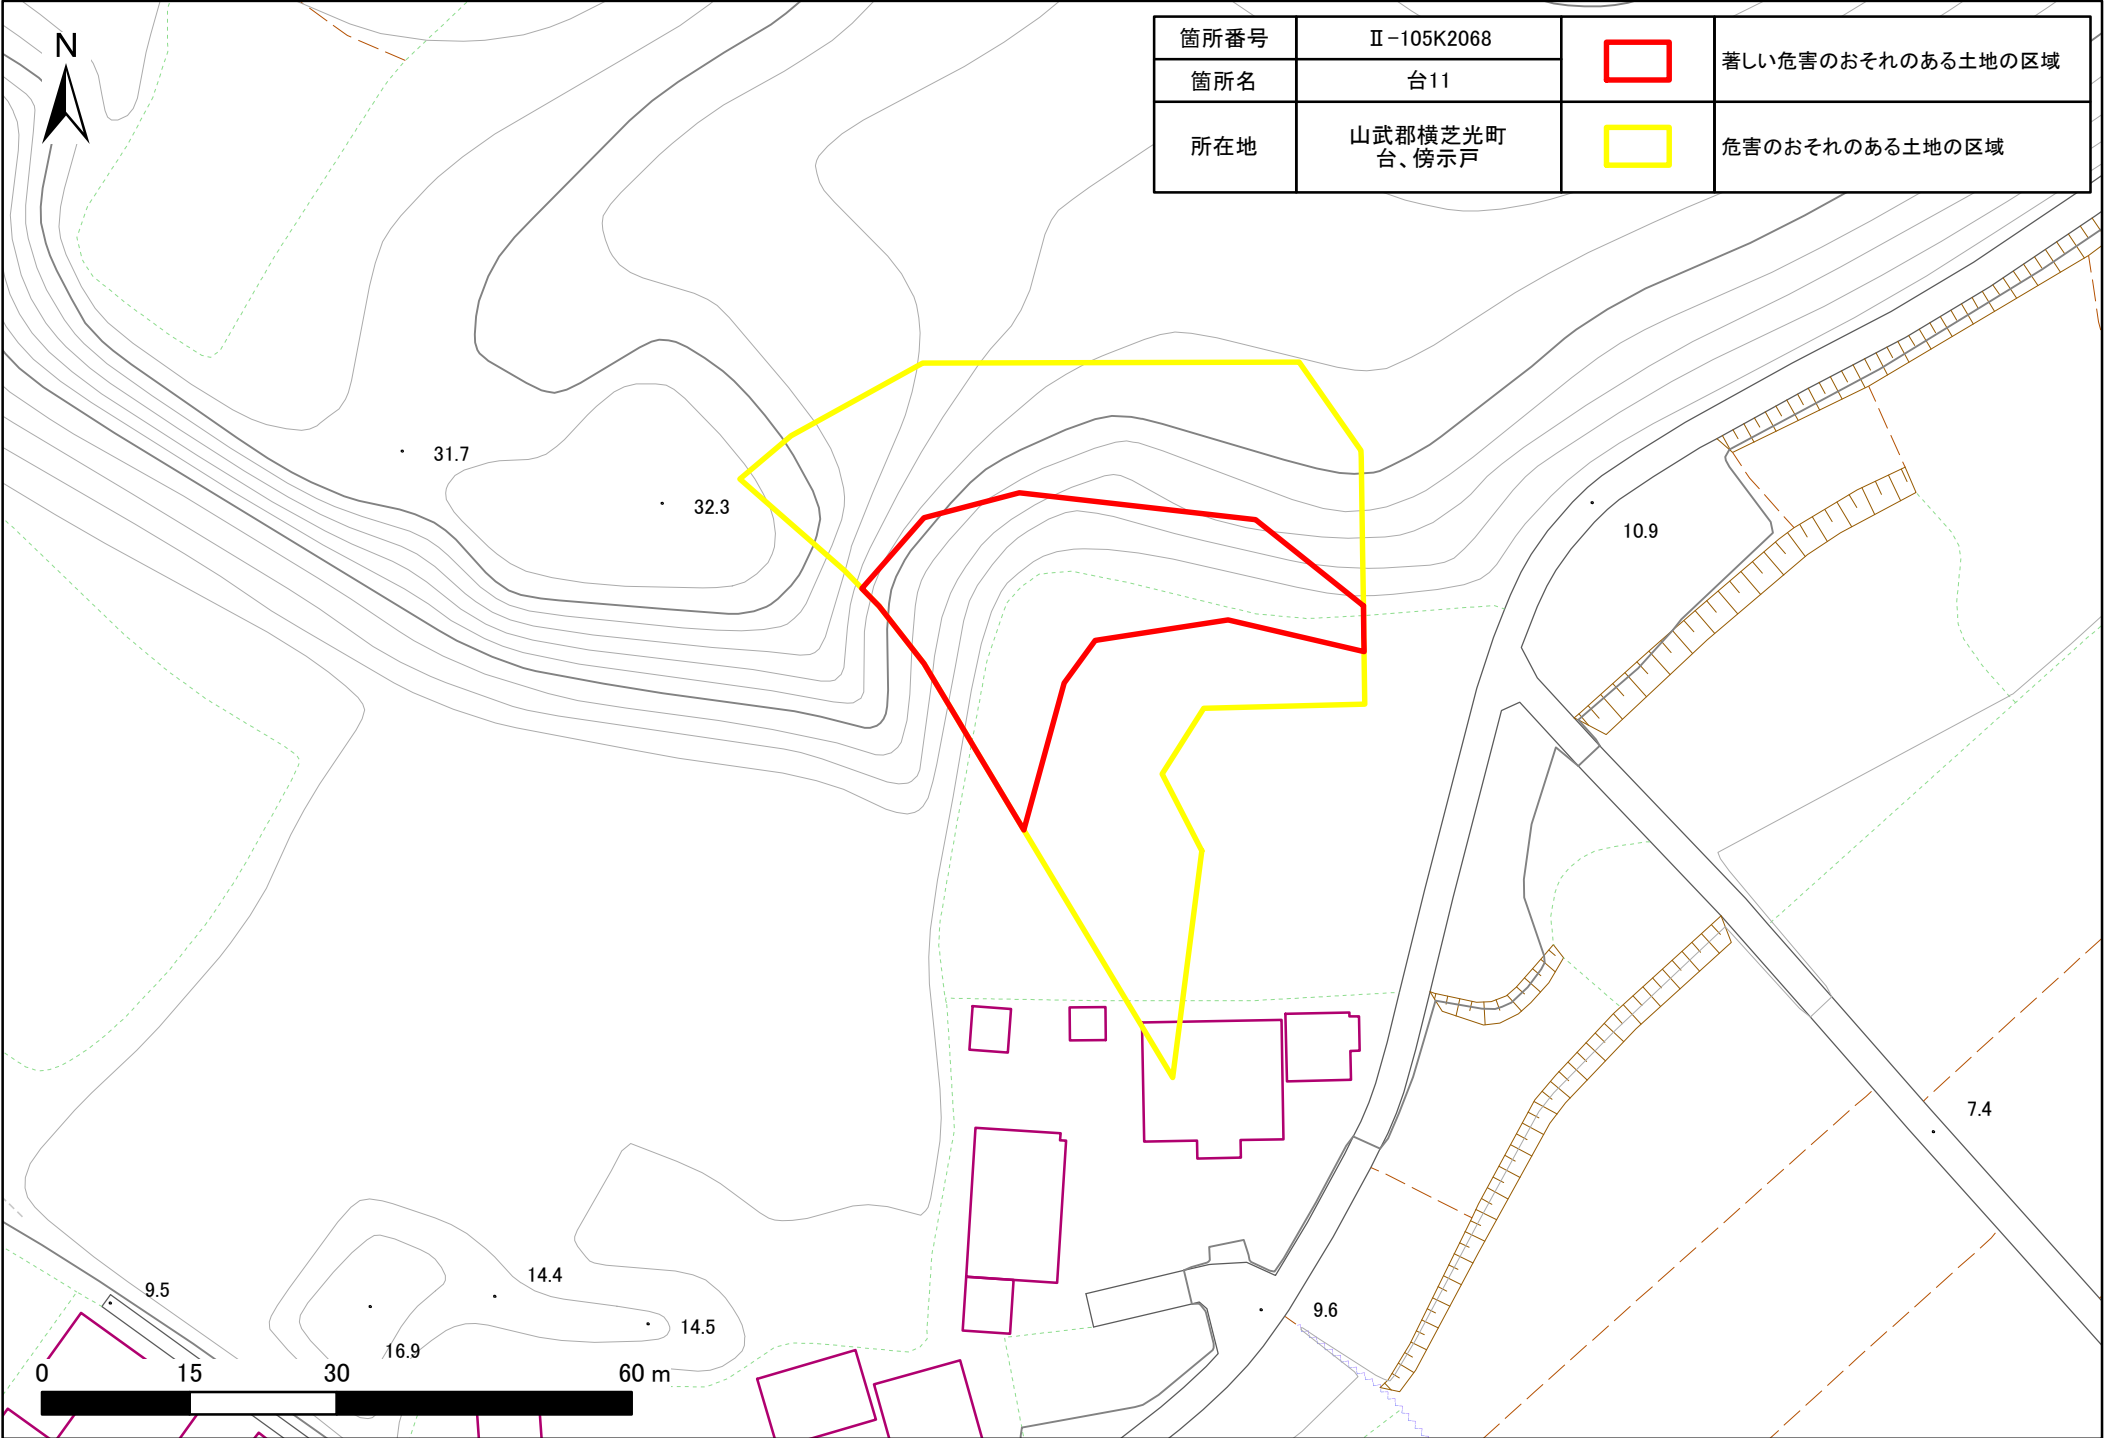 N
箇所番号
Ⅱ-105K2068
箇所名
台11
所在地
山武郡横芝光町
台、傍示戸
著しい危害のおそれのある土地の区域
危害のおそれのある土地の区域
31.7
32.3
10.9
7.4
9.5
14.4
14.5
9.6
16.9
0 15 30 60 m